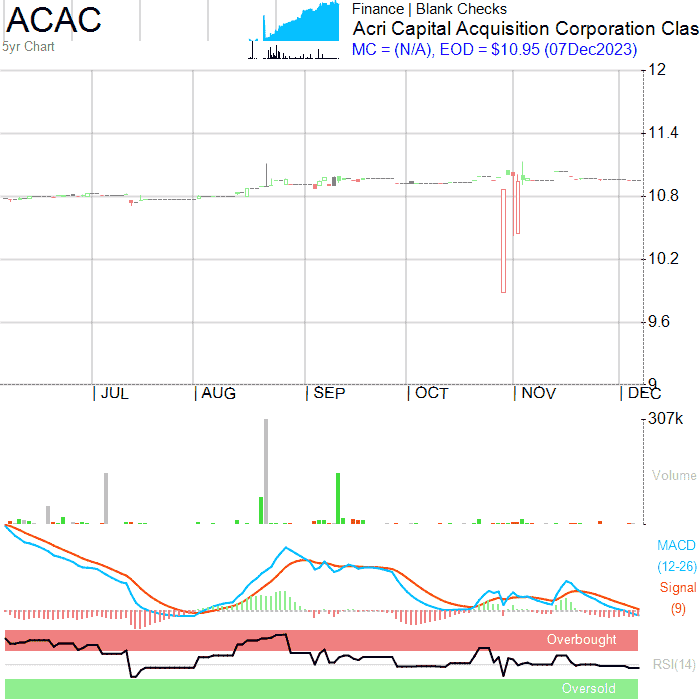 ACAC
5yr Chart
Finance | Blank Checks
Acri Capital Acquisition Corporation Clas
MC = (N/A), EOD = $10.95 (07Dec2023)
12
11.4
10.8
10.2
9.6
9
JUL
AUG
SEP
OCT
NOV
DEC
307k
Volume
MACD
(12-26)
Signal
(9)
Overbought
RSI(14)
Oversold